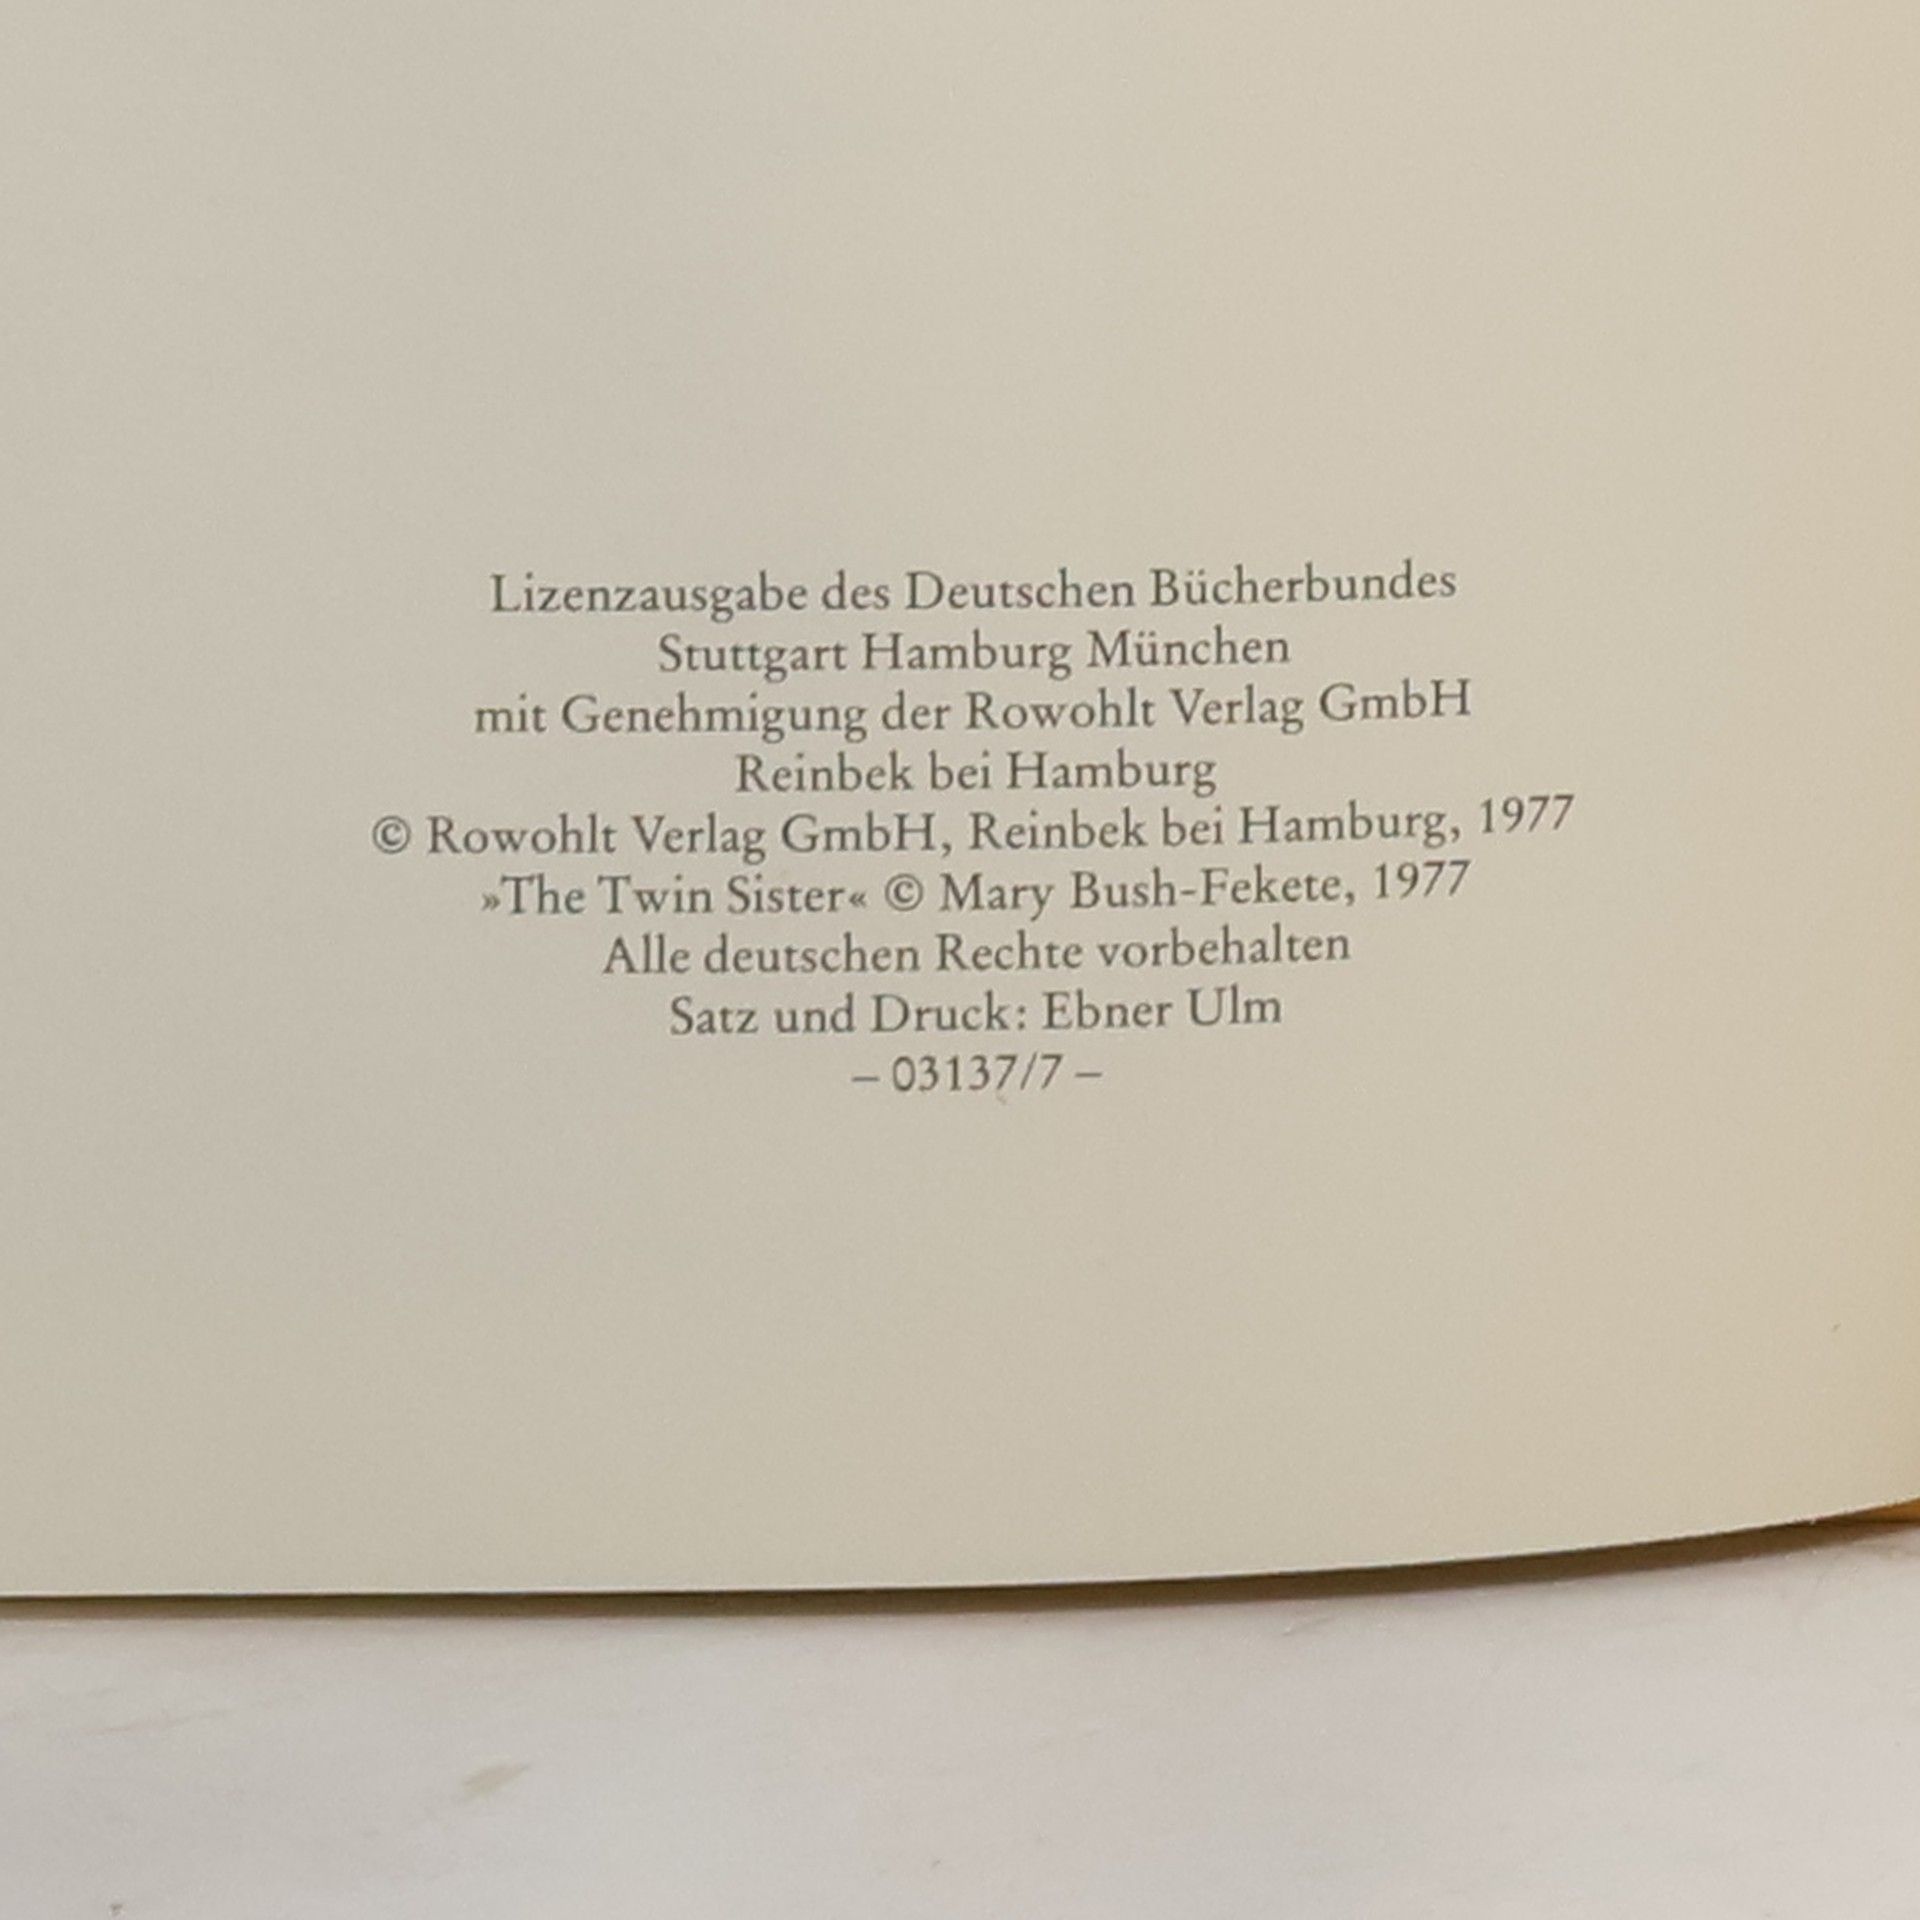 Lizenzausgabe des Deutschen Bücherbundes
Stuttgart Hamburg München
mit Genehmigung der Rowohlt Verlag GmbH
Reinbek bei Hamburg
© Rowohlt Verlag GmbH, Reinbek bei Hamburg, 1977
»The Twin Sister« © Mary Bush-Fekete, 1977
Alle deutschen Rechte vorbehalten
Satz und Druck: Ebner Ulm
– 03137/7 –